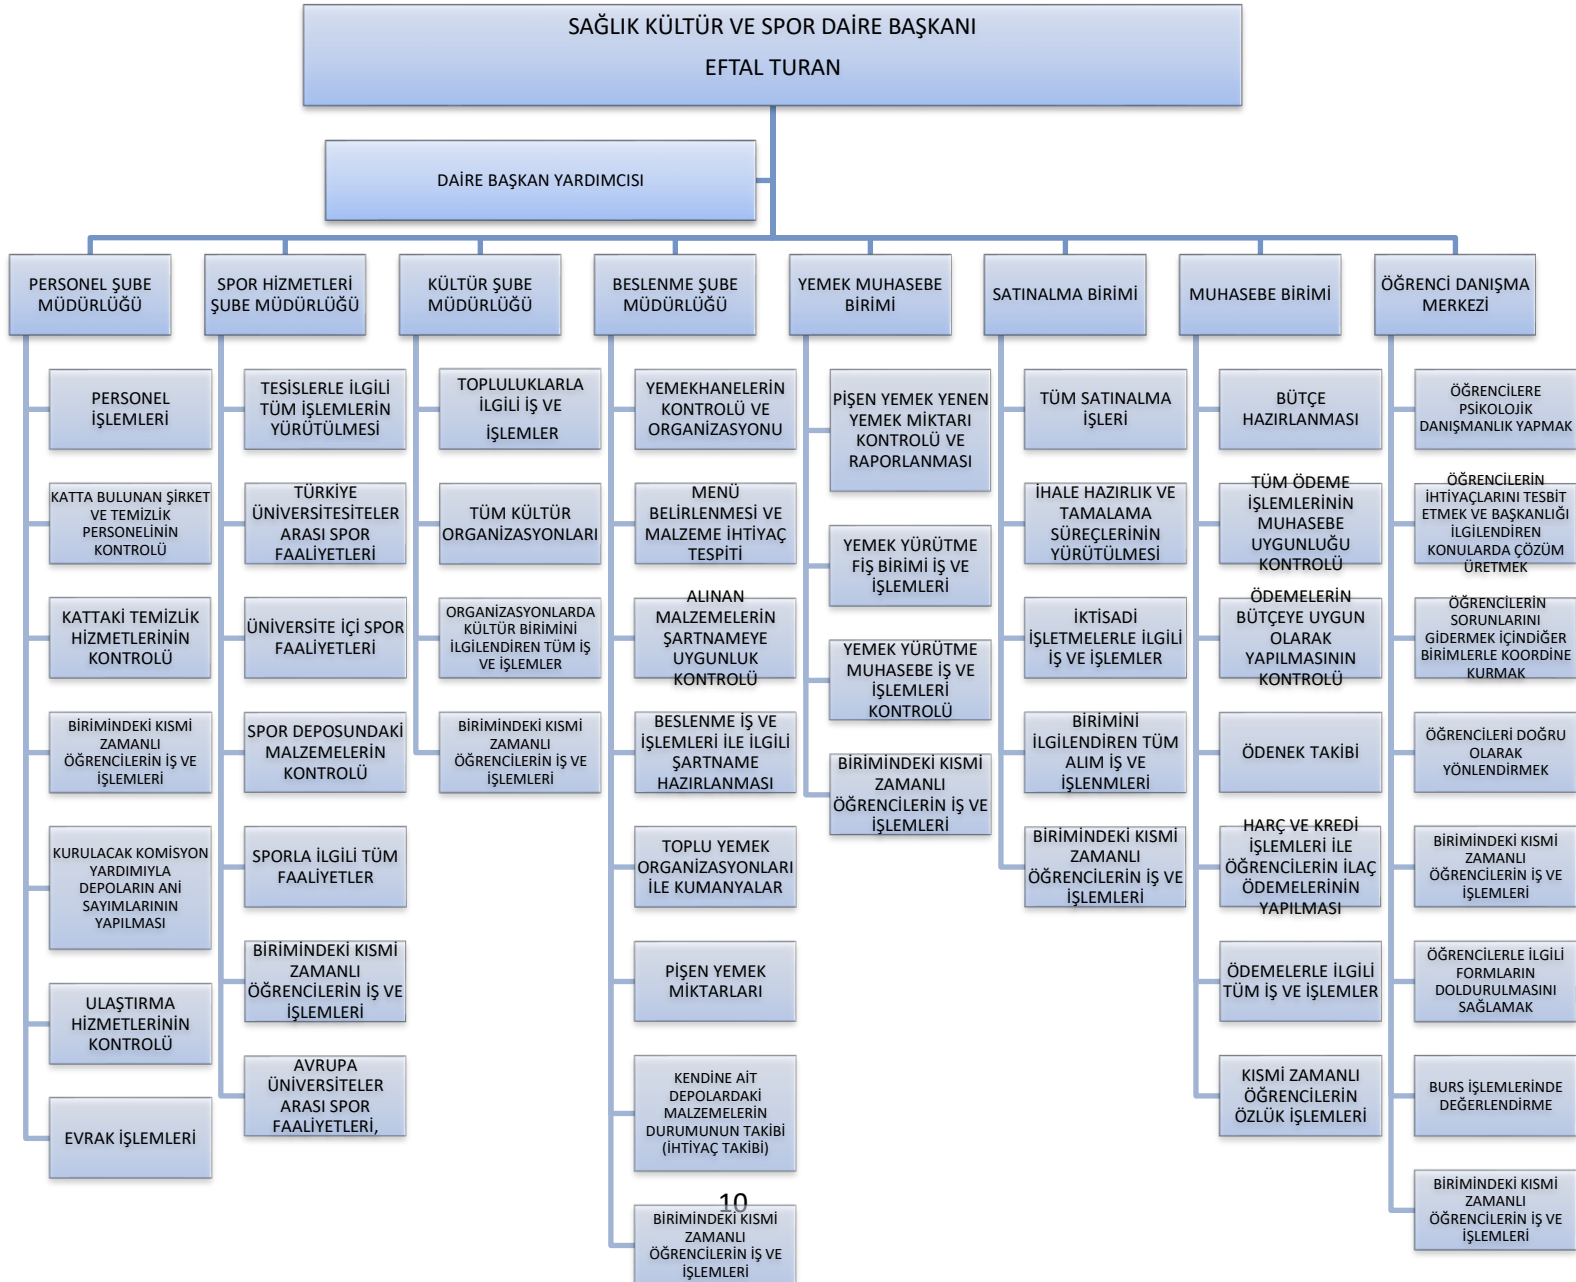 SAĞLIK KÜLTÜR VE SPOR DAİRE BAŞKANI
EFTAL TURAN
DAİRE BAŞKAN YARDIMCISI
PERSONEL ŞUBE
MÜDÜRLÜĞÜ
PERSONEL
İŞLEMLERİ
KATTA BULUNAN ŞİRKET
VE TEMİZLİK
PERSONELİNİN
KONTROLÜ
KATTAKİ TEMİZLİK
HİZMETLERİNİN
KONTROLÜ
BİRİMİNDEKİ KISMİ
ZAMANLI
ÖĞRENCİLERİN İŞ VE
İŞLEMLERİ
KURULACAK KOMİSYON
YARDIMIYLA
DEPOLARIN ANİ
SAYIMLARININ
YAPILMASI
ULAŞTIRMA
HİZMETLERİNİN
KONTROLÜ
EVRAK İŞLEMLERİ
SPOR HİZMETLERİ
ŞUBE MÜDÜRLÜĞÜ
TESİSLERLE İLGİLİ
TÜM İŞLEMLERİN
YÜRÜTÜLMESİ
TÜRKİYE
ÜNİVERSİTESİTELER
ARASI SPOR
FAALİYETLERİ
ÜNİVERSİTE İÇİ SPOR
FAALİYETLERİ
SPOR DEPOSUNDAKİ
MALZEMELERİN
KONTROLÜ
SPORLA İLGİLİ TÜM
FAALİYETLER
BİRİMİNDEKİ KISMİ
ZAMANLI
ÖĞRENCİLERİN İŞ VE
İŞLEMLERİ
AVRUPA
ÜNİVERSİTELER
ARASI SPOR
FAALİYETLERİ,
KÜLTÜR ŞUBE
MÜDÜRLÜĞÜ
TOPLULUKLARLA
İLGİLİ İŞ VE
İŞLEMLER
TÜM KÜLTÜR
ORGANİZASYONLARI
ORGANİZASYONLARDA
KÜLTÜR BİRİMİNİ
İLGİLENDİREN TÜM İŞ
VE İŞLEMLER
BİRİMİNDEKİ KISMİ
ZAMANLI
ÖĞRENCİLERİN İŞ VE
İŞLEMLERİ
BESLENME ŞUBE
MÜDÜRLÜĞÜ
YEMEKHANELERİN
KONTROLÜ VE
ORGANİZASYONU
MENÜ
BELİRLENMESİ VE
MALZEME İHTİYAÇ
TESPİTİ
ALINAN
MALZEMELERİN
ŞARTNAMEYE
UYGUNLUK
KONTROLÜ
BESLENME İŞ VE
İŞLEMLERİ İLE İLGİLİ
ŞARTNAME
HAZIRLANMASI
TOPLU YEMEK
ORGANİZASYONLARI
İLE KUMANYALAR
PİŞEN YEMEK
MİKTARLARI
KENDİNE AİT
DEPOLARDAKİ
MALZEMELERİN
DURUMUNUN TAKİBİ
(İHTİYAÇ TAKİBİ)
10
BİRİMİNDEKİ KISMİ
ZAMANLI
ÖĞRENCİLERİN İŞ VE
İŞLEMLERİ
YEMEK MUHASEBE
BİRİMİ
PİŞEN YEMEK YENEN
YEMEK MİKTARI
KONTROLÜ VE
RAPORLANMASI
YEMEK YÜRÜTME
FİŞ BİRİMİ İŞ VE
İŞLEMLERİ
YEMEK YÜRÜTME
MUHASEBE İŞ VE
İŞLEMLERİ
KONTROLÜ
BİRİMİNDEKİ KISMİ
ZAMANLI
ÖĞRENCİLERİN İŞ VE
İŞLEMLERİ
SATINALMA BİRİMİ
TÜM SATINALMA
İŞLERİ
İHALE HAZIRLIK VE
TAMALAMA
SÜREÇLERİNİN
YÜRÜTÜLMESİ
İKTİSADİ
İŞLETMELERLE İLGİLİ
İŞ VE İŞLEMLER
BİRİMİNİ
İLGİLENDİREN TÜM
ALIM İŞ VE
İŞLENMLERİ
BİRİMİNDEKİ KISMİ
ZAMANLI
ÖĞRENCİLERİN İŞ VE
İŞLEMLERİ
MUHASEBE BİRİMİ
BÜTÇE
HAZIRLANMASI
TÜM ÖDEME
İŞLEMLERİNİN
MUHASEBE
UYGUNLUĞU
KONTROLÜ
ÖDEMELERİN
BÜTÇEYE UYGUN
OLARAK
YAPILMASININ
KONTROLÜ
ÖDENEK TAKİBİ
HARÇ VE KREDİ
İŞLEMLERİ İLE
ÖĞRENCİLERİN İLAÇ
ÖDEMELERİNİN
YAPILMASI
ÖDEMELERLE İLGİLİ
TÜM İŞ VE İŞLEMLER
KISMİ ZAMANLI
ÖĞRENCİLERİN
ÖZLÜK İŞLEMLERİ
ÖĞRENCİ DANIŞMA
MERKEZİ
ÖĞRENCİLERE
PSİKOLOJİK
DANIŞMANLIK YAPMAK
ÖĞRENCİLERİN
İHTİYAÇLARINI TESBİT
ETMEK VE BAŞKANLIĞI
İLGİLENDİREN
KONULARDA ÇÖZÜM
ÜRETMEK
ÖĞRENCİLERİN
SORUNLARINI
GİDERMEK İÇİNDİĞER
BİRİMLERLE KOORDİNE
KURMAK
ÖĞRENCİLERİ DOĞRU
OLARAK
YÖNLENDİRMEK
BİRİMİNDEKİ KISMİ
ZAMANLI
ÖĞRENCİLERİN İŞ VE
İŞLEMLERİ
ÖĞRENCİLERLE İLGİLİ
FORMLARIN
DOLDURULMASINI
SAĞLAMAK
BURS İŞLEMLERİNDE
DEĞERLENDİRME
BİRİMİNDEKİ KISMİ
ZAMANLI
ÖĞRENCİLERİN İŞ VE
İŞLEMLERİ